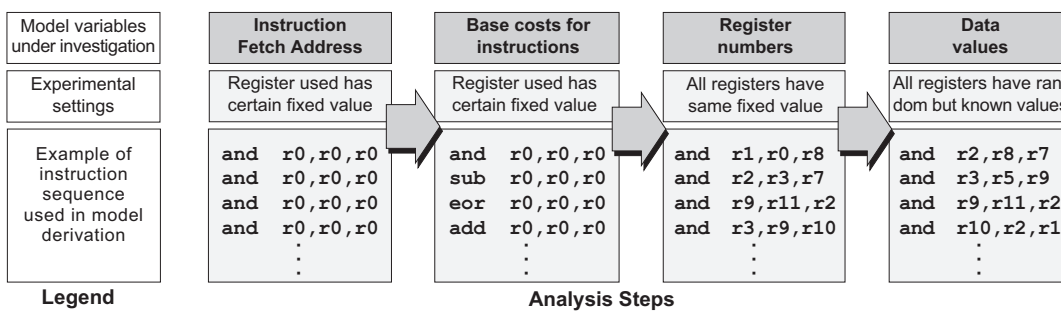 Model variables
under investigation
Experimental
settings
Example of
instruction
sequence
used in model
derivation
Legend
Instruction
Fetch Address
Register used has
certain fixed value
and r0,r0,r0
and r0,r0,r0
and r0,r0,r0
and r0,r0,r0
Base costs for
instructions
Register used has
certain fixed value
and r0,r0,r0
sub r0,r0,r0
eor r0,r0,r0
add r0,r0,r0
Register
numbers
All registers have
same fixed value
and r1,r0,r8
and r2,r3,r7
and r9,r11,r2
and r3,r9,r10
Data
values
All registers have ran
dom but known values
and r2,r8,r7
and r3,r5,r9
and r9,r11,r2
and r10,r2,r1
Analysis Steps